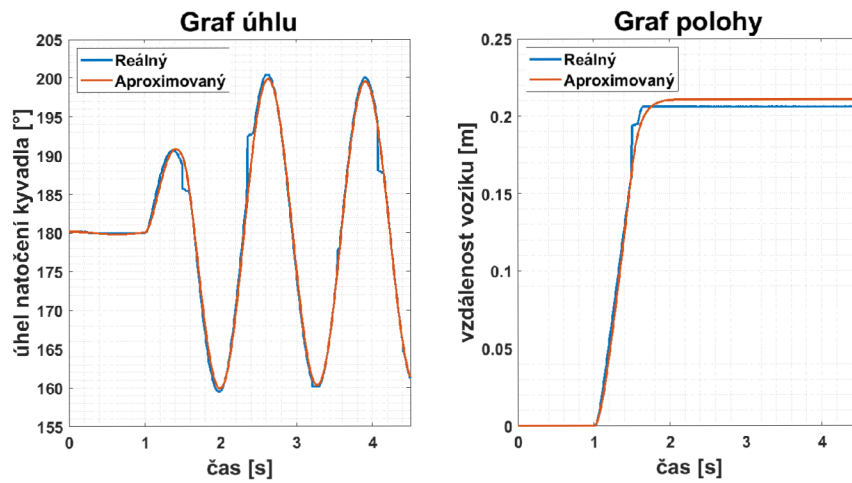 Graf úhlu
205
200
195
190
185
180
175
170
165
160
155
0
1
2
3
4
Reálný
Aproximovaný
úhel natočení kyvadla [°]
čas [s]
Graf polohy
0.25
0.2
0.15
0.1
0.05
0
0
1
2
3
4
Reálný
Aproximovaný
vzdálenost vozíku [m]
čas [s]